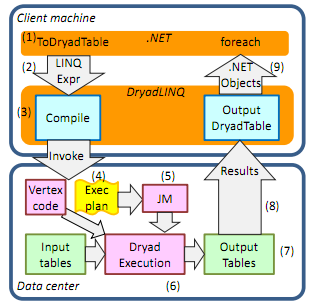 Client machine
(1) ToDryadTable .NET foreach
(2) LINQ Expr
.NET Objects (9)
DryadLINQ
(3) Compile
Output DryadTable
Invoke
Results
Vertex code
(4) Exec plan
(5) JM
(8)
Input tables
Dryad Execution
Output Tables (7)
(6)
Data center